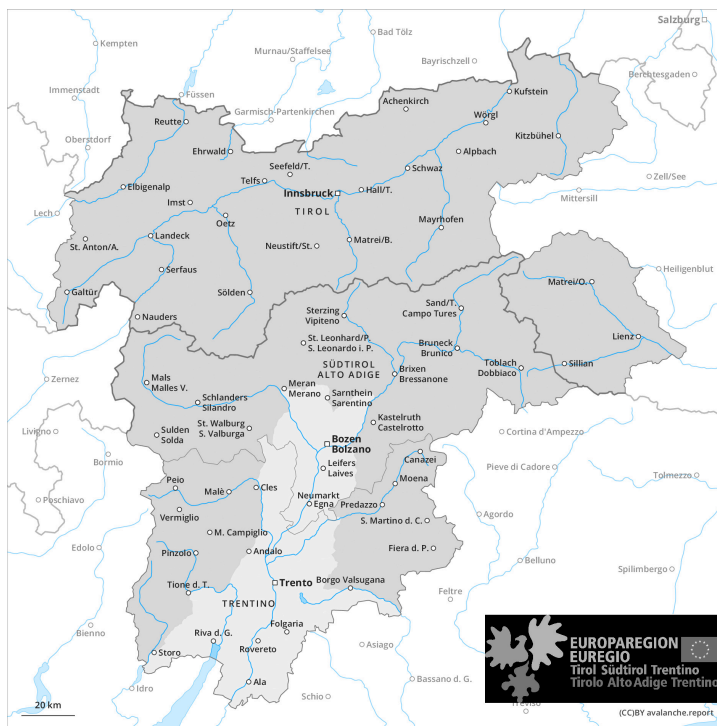 Salzburg
Kempten
Bad Tölz
Murnau/Staffelsee
Bayrischzell
Berchtesgaden
Immenstadt
Füssen
Garmisch-Partenkirchen
Achenkirch
Kufstein
Reutte
Wörgl
Oberstdorf
Ehrwald
Kitzbühel
Alpbach
Seefeld/T.
Schwaz
Zell/See
Telfs
Elbigenalp
Innsbruck
Hall/T.
Mittersill
Imst
TIROL
Lech
Oetz
Mayrhofen
Landeck
St. Anton/A.
Neustift/St.
Matrei/B.
Serfaus
Heiligenblut
Galtür
Sölden
Matrei/O.
Nauders
Sterzing
Vipiteno
Sand/T.
Campo Tures
Lienz
St. Leonhard/P.
S. Leonardo i. P.
Bruneck
Brunico
SÜDTIROL
ALTO ADIGE
Toblach
Dobbiaco
Sillian
Zernez
Mals
Malles V.
Meran
Merano
Brixen
Bressanone
Schlanders
Silandro
Sarnthein
Sarentino
Livigno
Sulden
Solda
St. Walburg
S. Valburga
Kastelruth
Castelrotto
Cortina d'Ampezzo
Bozen
Bolzano
Bormio
Canazei
Pieve di Cadore
Leifers
Laives
Tolmezzo
Poschiavo
Peio
Malè
Cles
Moena
Neumarkt
Egna
Predazzo
Vermiglio
Agordo
S. Martino d. C.
M. Campiglio
Edolo
Pinzolo
Andalo
Fiera d. P.
Belluno
Spilimbergo
Tione d. T.
Trento
Borgo Valsugana
Feltre
TRENTINO
Bienno
Riva d. G.
Folgaria
Storo
Rovereto
Asiago
Idro
Ala
Schio
Bassano d. G.
Treviso
EUROPAREGION
EUREGIO
Tirol Südtirol Trentino
Tirolo Alto Adige Trentino
20 km
(CC)BY avalanche.report